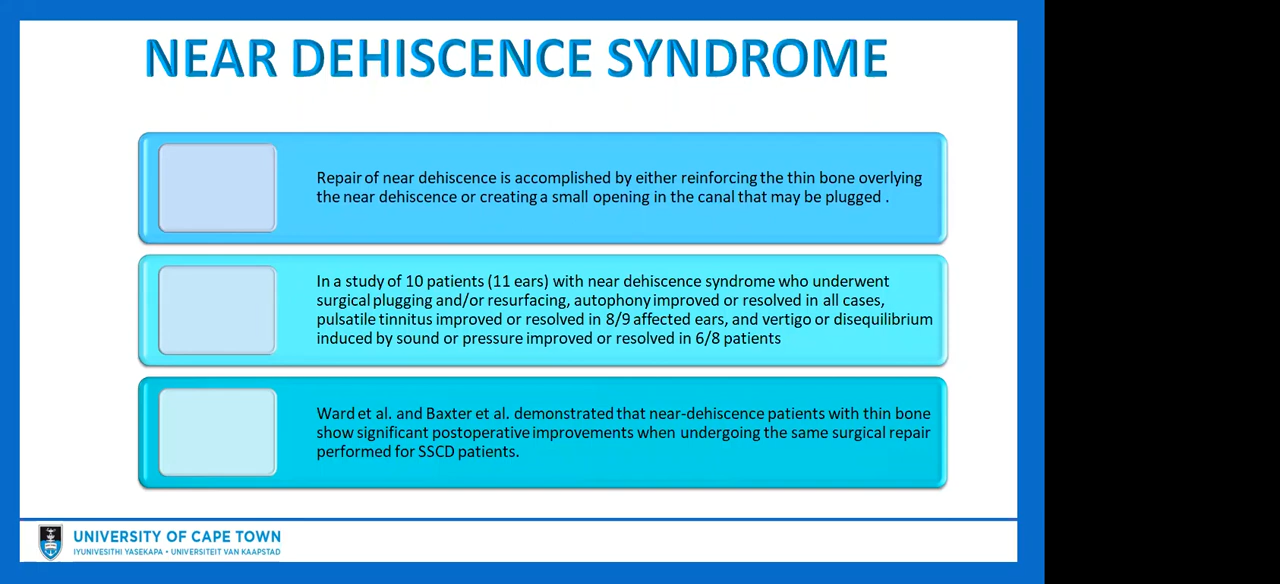 NEAR DEHISCENCE SYNDROME
Repair of near dehiscence is accomplished by either reinforcing the thin bone overlying
the near dehiscence or creating a small opening in the canal that may be plugged .
In a study of 10 patients (11 ears) with near dehiscence syndrome who underwent
surgical plugging and/or resurfacing, autophony improved or resolved in all cases,
pulsatile tinnitus improved or resolved in 8/9 affected ears, and vertigo or disequilibrium
induced by sound or pressure improved or resolved in 6/8 patients
Ward et al. and Baxter et al. demonstrated that near-dehiscence patients with thin bone
show significant postoperative improvements when undergoing the same surgical repair
performed for SSCD patients.
UNIVERSITY OF CAPE TOWN
IYUNIVESITHI YASEKAPA • UNIVERSITEIT VAN KAAPSTAD